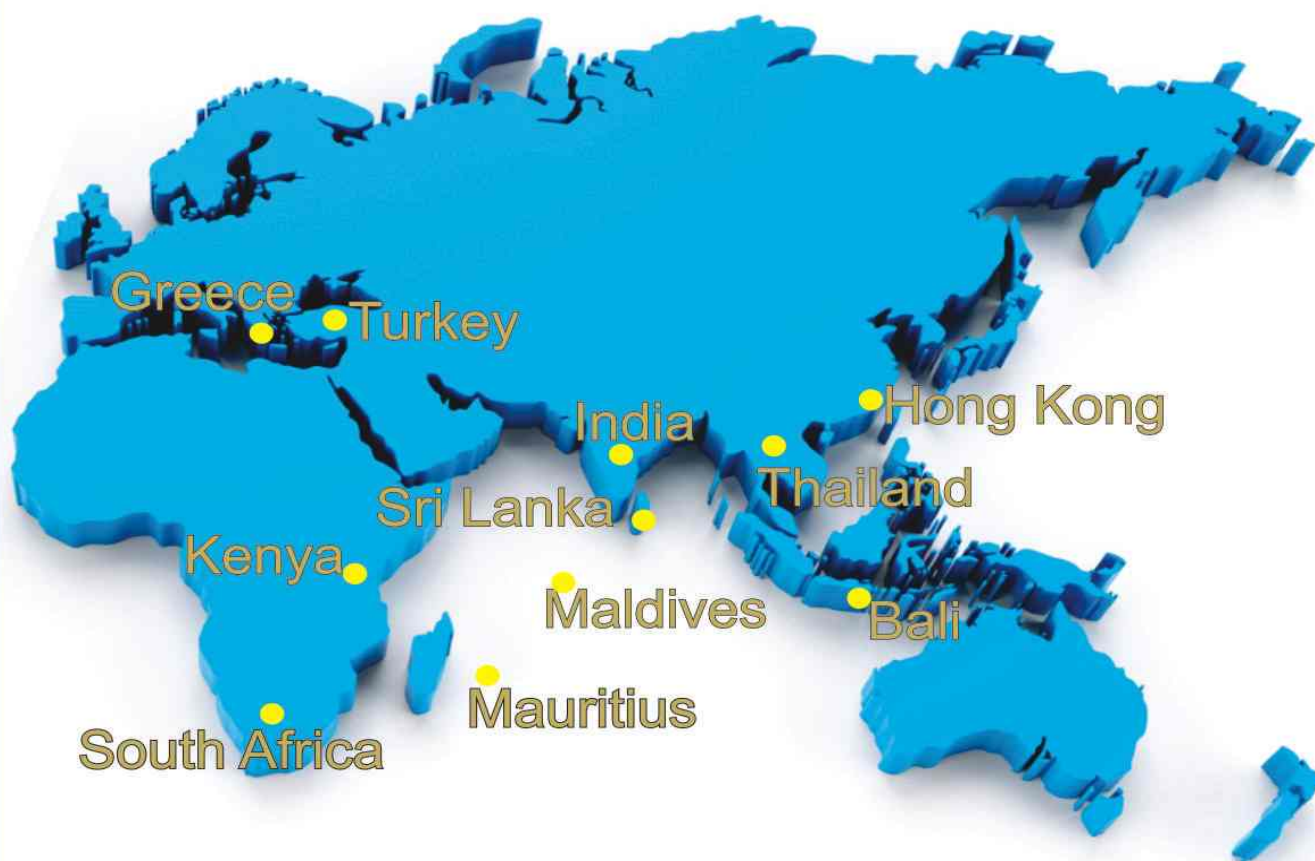 Greece
Turkey
Hong Kong
India
Thailand
Sri Lanka
Kenya
Maldives
Bali
Mauritius
South Africa